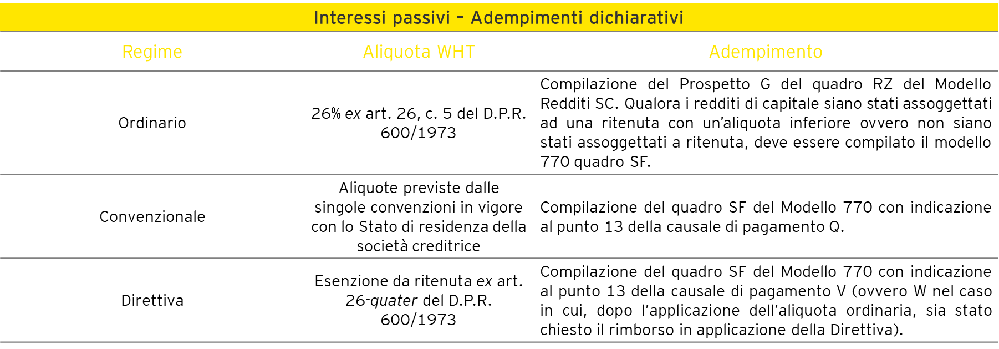 Interessi passivi – Adempimenti dichiarativi
Regime
Aliquota WHT
Adempimento
Ordinario
26% ex art. 26, c. 5 del D.P.R.
600/1973
Compilazione del Prospetto G del quadro RZ del Modello
Redditi SC. Qualora i redditi di capitale siano stati assoggettati
ad una ritenuta con un'aliquota inferiore ovvero non siano
stati assoggettati a ritenuta, deve essere compilato il modello
770 quadro SF.
Convenzionale
Aliquote previste dalle
singole convenzioni in vigore
con lo Stato di residenza della
società creditrice
Compilazione del quadro SF del Modello 770 con indicazione
al punto 13 della causale di pagamento Q.
Direttiva
Esenzione da ritenuta ex art.
26-quater del D.P.R.
600/1973
Compilazione del quadro SF del Modello 770 con indicazione
al punto 13 della causale di pagamento V (ovvero W nel caso
in cui, dopo l'applicazione dell'aliquota ordinaria, sia stato
chiesto il rimborso in applicazione della Direttiva).